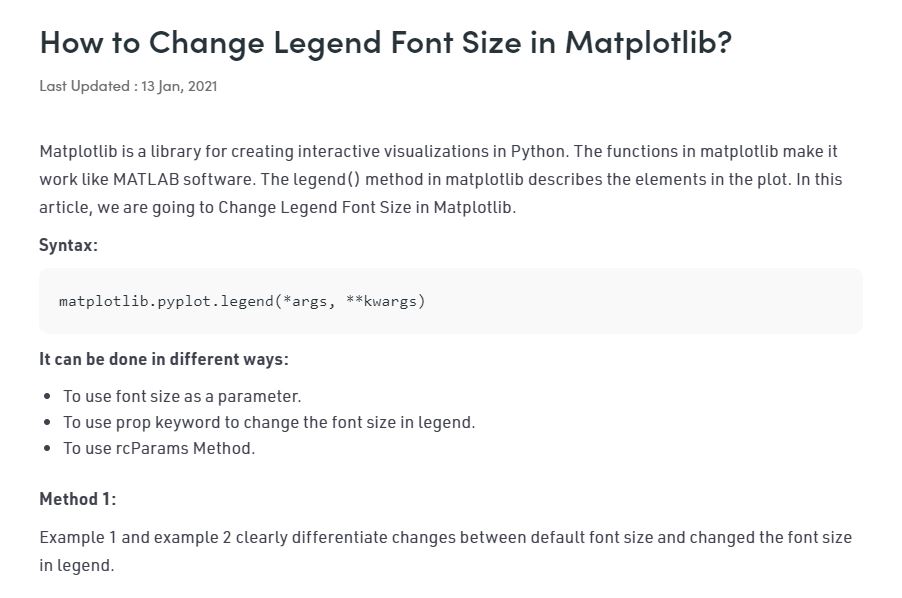 How to Change Legend Font Size in Matplotlib?
Last Updated : 13 Jan, 2021
Matplotlib is a library for creating interactive visualizations in Python. The functions in matplotlib make it
work like MATLAB software. The legend() method in matplotlib describes the elements in the plot. In this
article, we are going to Change Legend Font Size in Matplotlib.
Syntax:
matplotlib.pyplot.legend(*args, **kwargs)
It can be done in different ways:
• To use font size as a parameter.
• To use prop keyword to change the font size in legend.
• To use rcParams Method.
Method 1:
Example 1 and example 2 clearly differentiate changes between default font size and changed the font size
in legend.